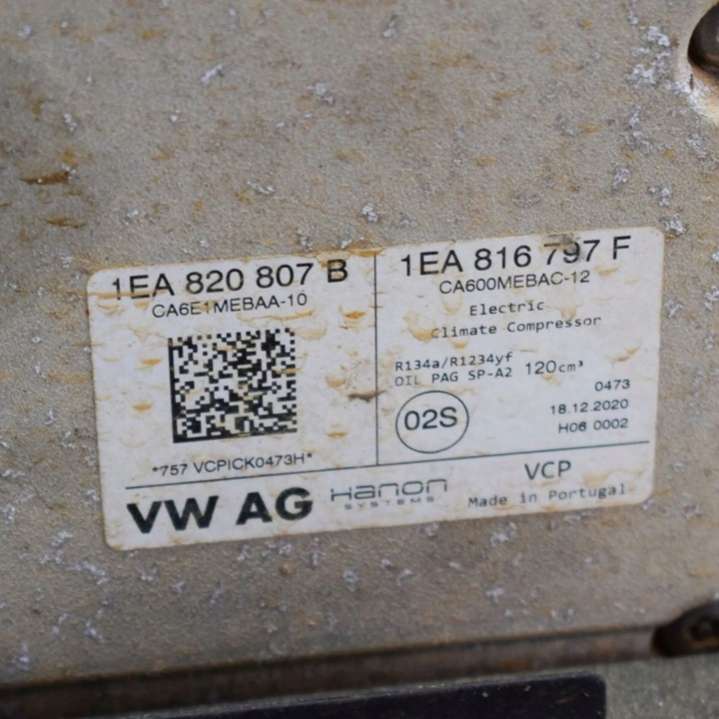 1EA 820 807 B
CA6E1MEBAA-10
*757 VCPICK0473H*
1EA 816 797 F
CA600MEBAC-12
Electric
Climate Compressor
R134a/R1234yf
OIL PAG SP-A2 120cm³
02S
0473
18.12.2020
H06 0002
VW AG
Hanon
SYSTEMS
VCP
Made in Portugal